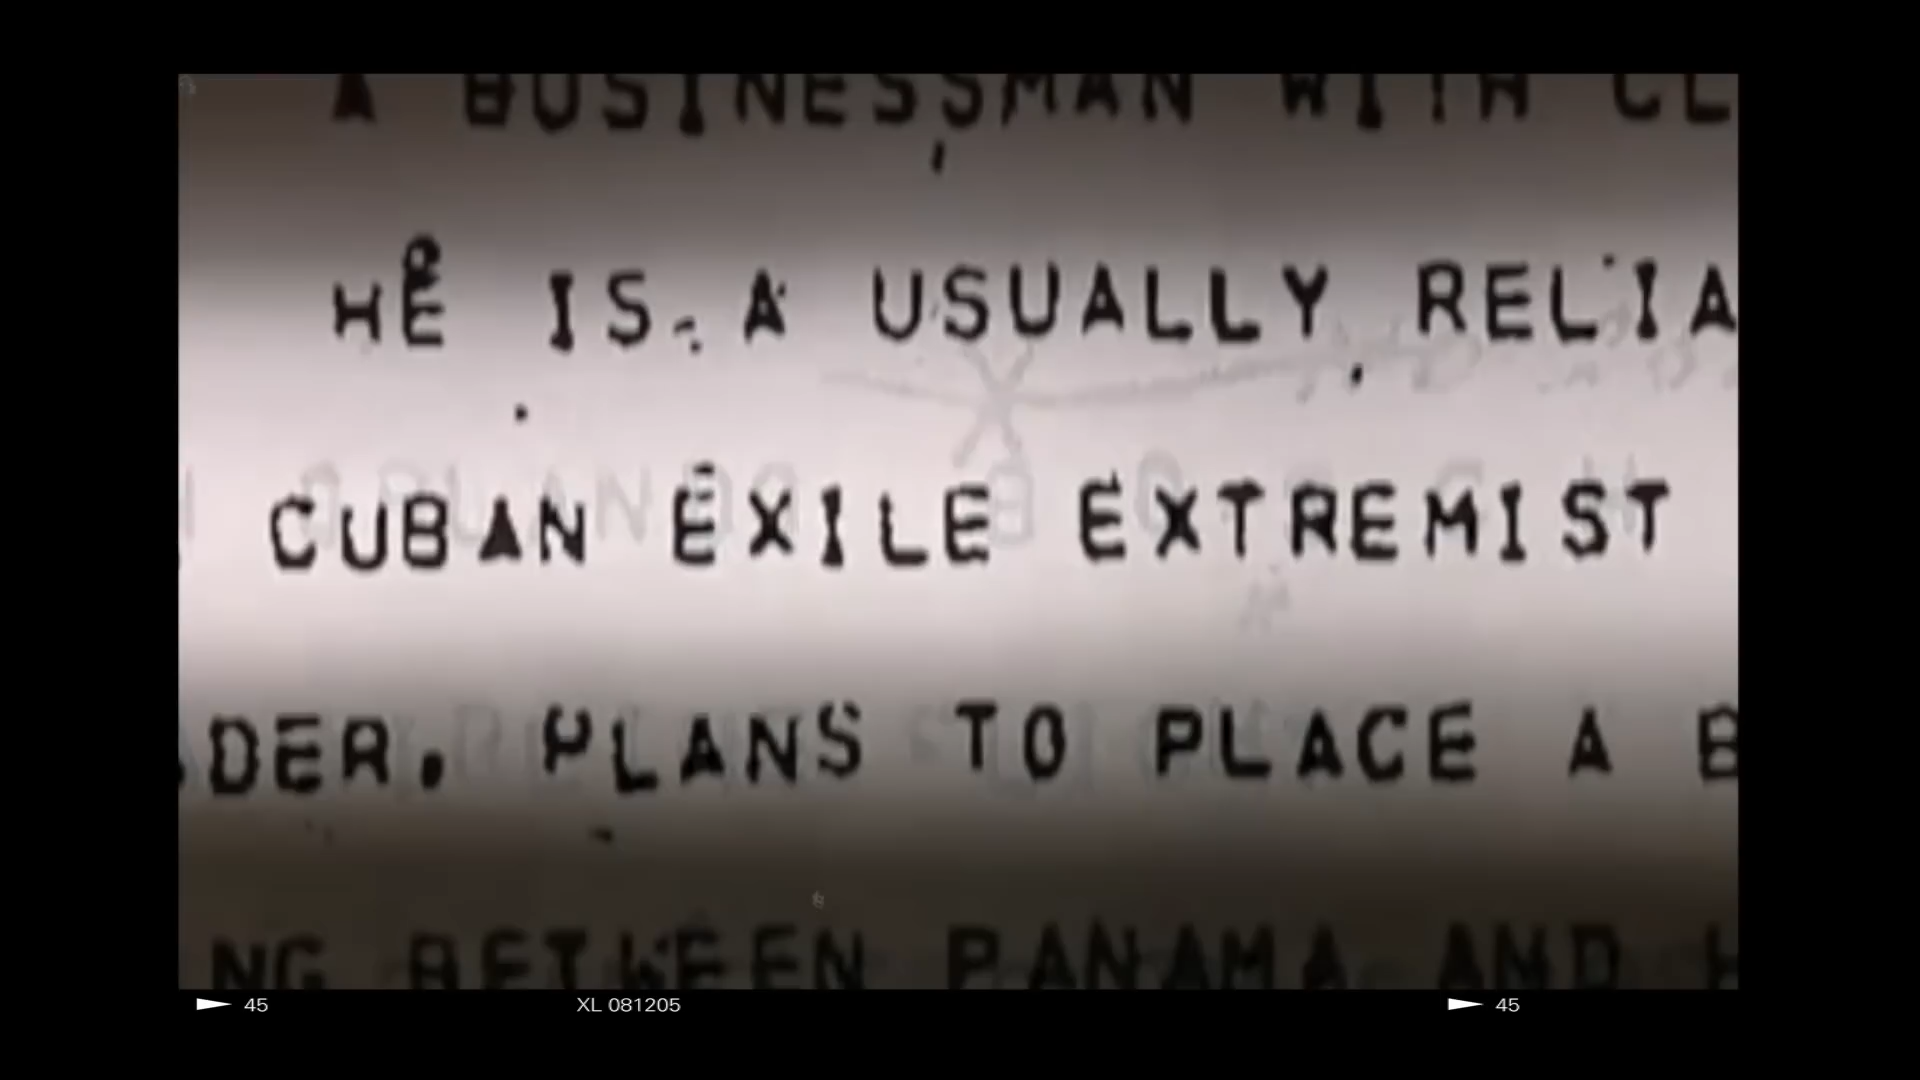 A BUSINESSMAN WITH CL
HE IS A USUALLY RELIA
CUBAN EXILE EXTREMIST
DER. PLANS TO PLACE A B
NG BETWEEN PANAMA AND H
45 XL 081205 45